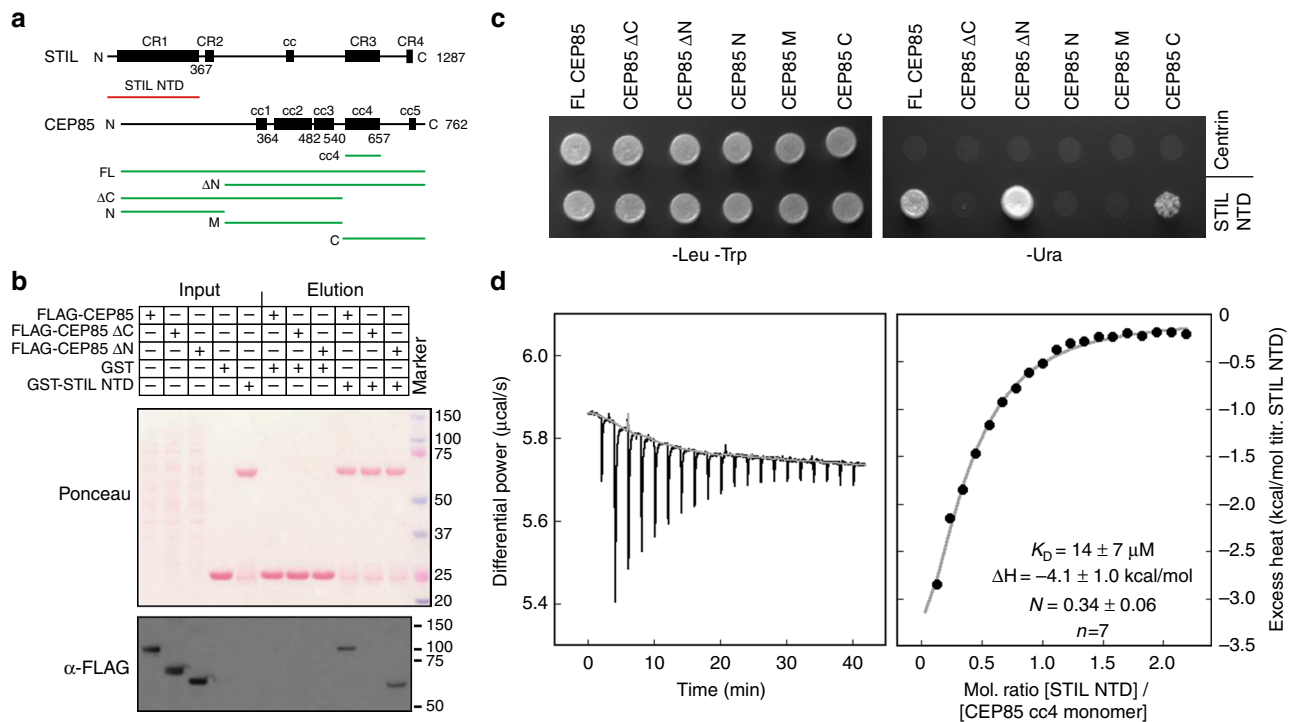 a
CR1 CR2 cc CR3 CR4
STIL N C 1287
367
STIL NTD
cc1 cc2 cc3 cc4 cc5
CEP85 N C 762
364 482 540 657
cc4
FL
ΔN
ΔC
N
M
C
b
Input Elution
FLAG-CEP85 + – – – – + – – + – –
FLAG-CEP85 ΔC – + – – – – + – – + –
FLAG-CEP85 ΔN – – + – – – – + – – +
GST – – – + – + + + – – –
GST-STIL NTD – – – – + – – – + + +
Marker
Ponceau
150
100
75
50
37
25
20
α-FLAG
150
100
75
50
c
FL CEP85 CEP85 ΔC CEP85 ΔN CEP85 N CEP85 M CEP85 C
FL CEP85 CEP85 ΔC CEP85 ΔN CEP85 N CEP85 M CEP85 C
Centrin
STIL NTD
-Leu -Trp
-Ura
d
Differential power (μcal/s)
6.0
5.8
5.6
5.4
0 10 20 30 40
Time (min)
0
–0.5
–1.0
–1.5
–2.0
–2.5
–3.0
–3.5
Excess heat (kcal/mol titr. STIL NTD)
KD = 14 ± 7 μM
ΔH = –4.1 ± 1.0 kcal/mol
N = 0.34 ± 0.06
n=7
0 0.5 1.0 1.5 2.0
Mol. ratio [STIL NTD] /
[CEP85 cc4 monomer]